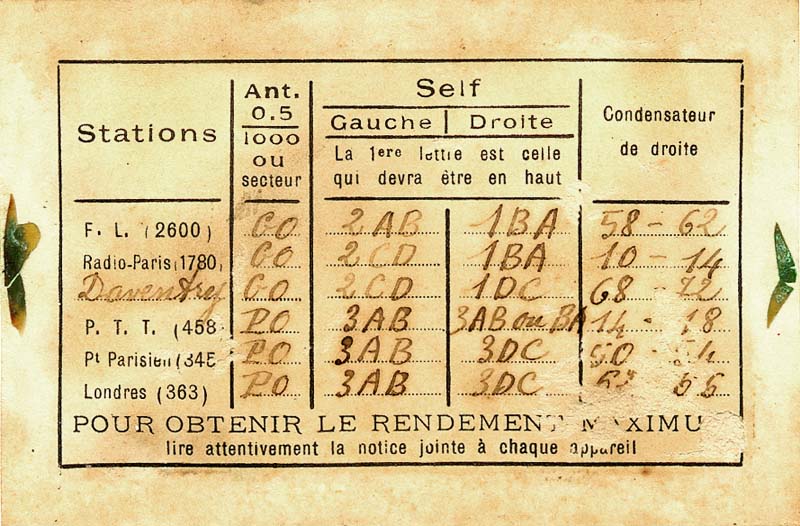 Stations Ant. 0.5 / 1000 ou secteur Self Condensateur de droite
Gauche | Droite
La 1ere lettre est celle
qui devra être en haut
F. L. (2600) GO 2AB 1BA 58 - 62
Radio-Paris (1780) GO 2CD 1BA 10 - 14
Daventry GO 2CD 1DC 68 - 72
P. T. T. (458 PO 3AB 3AB ou BA 14 - 18
Pt Parisien (345 PO 3AB 3DC 50 - 54
Londres (363) PO 3AB 3DC 55
POUR OBTENIR LE RENDEMENT M XIMU
lire attentivement la notice jointe à chaque appareil